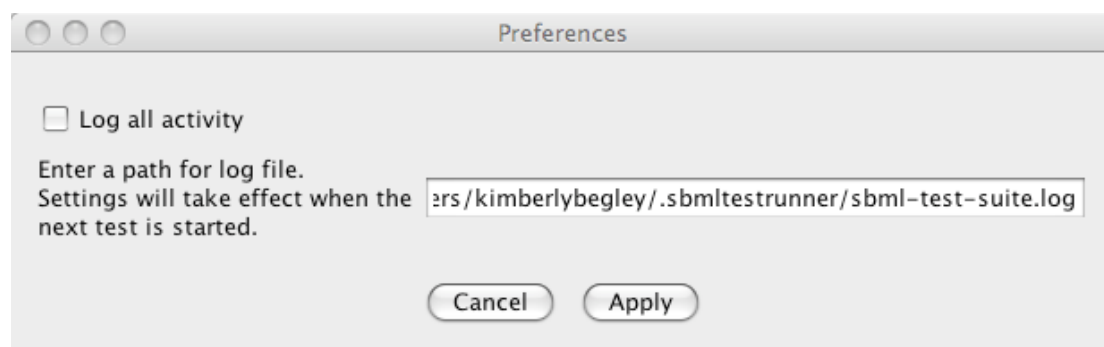 Preferences
Log all activity
Enter a path for log file.
Settings will take effect when the
ers/kimberlybegley/.sbmltestrunner/sbml-test-suite.log
next test is started.
Cancel
Apply